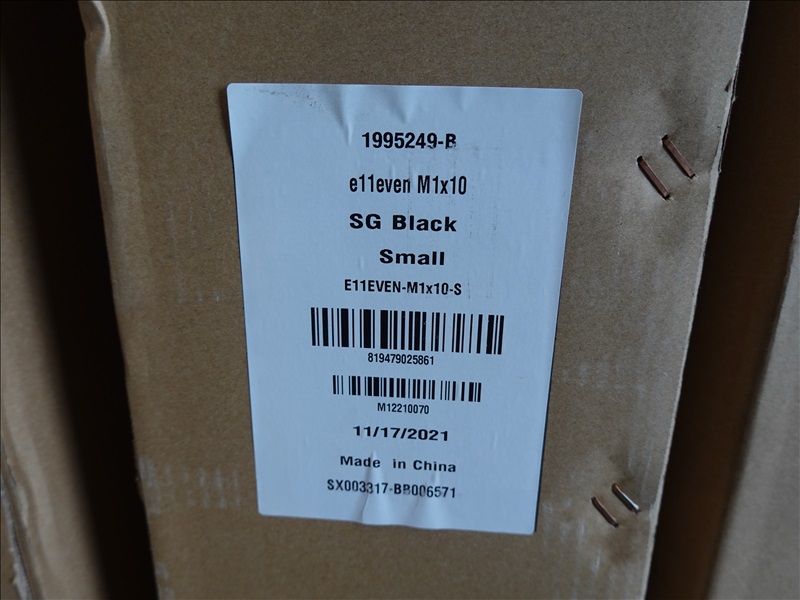 1995249-B
e11even M1x10
SG Black
Small
E11EVEN-M1x10-S
819479025861
M12210070
11/17/2021
Made in China
SX003317-BB006571